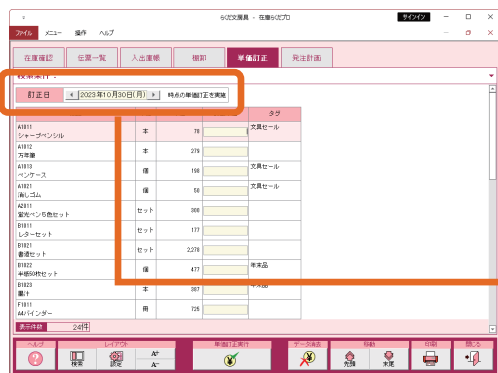 らくだ文房具 - 在庫らくだプロ
サインイン
ファイル メニュー 操作 ヘルプ
在庫確認 伝票一覧 入出庫帳 棚卸 単価訂正 発注計画
訂正日 2023年10月30日(月) 時点の単価訂正を実施
タグ
A1011
シャープペンシル 本 78 文具セール
A1012
万年筆 本 279
A1013
ペンケース 個 198 文具セール
A1021
消しゴム 個 50 文具セール
A2011
蛍光ペン5色セット セット 360
B1011
レターセット セット 177
B1021
書道セット セット 2,278
B1022
半紙50枚セット 個 477 年末品
B1023
墨汁 本 387
F1011
A4バインダー 冊 725
表示件数 24件
ヘルプ レイアウト 単価訂正実行 データ消去 移動 印刷 閉じる
検索 設定 A+ A- 先頭 末尾